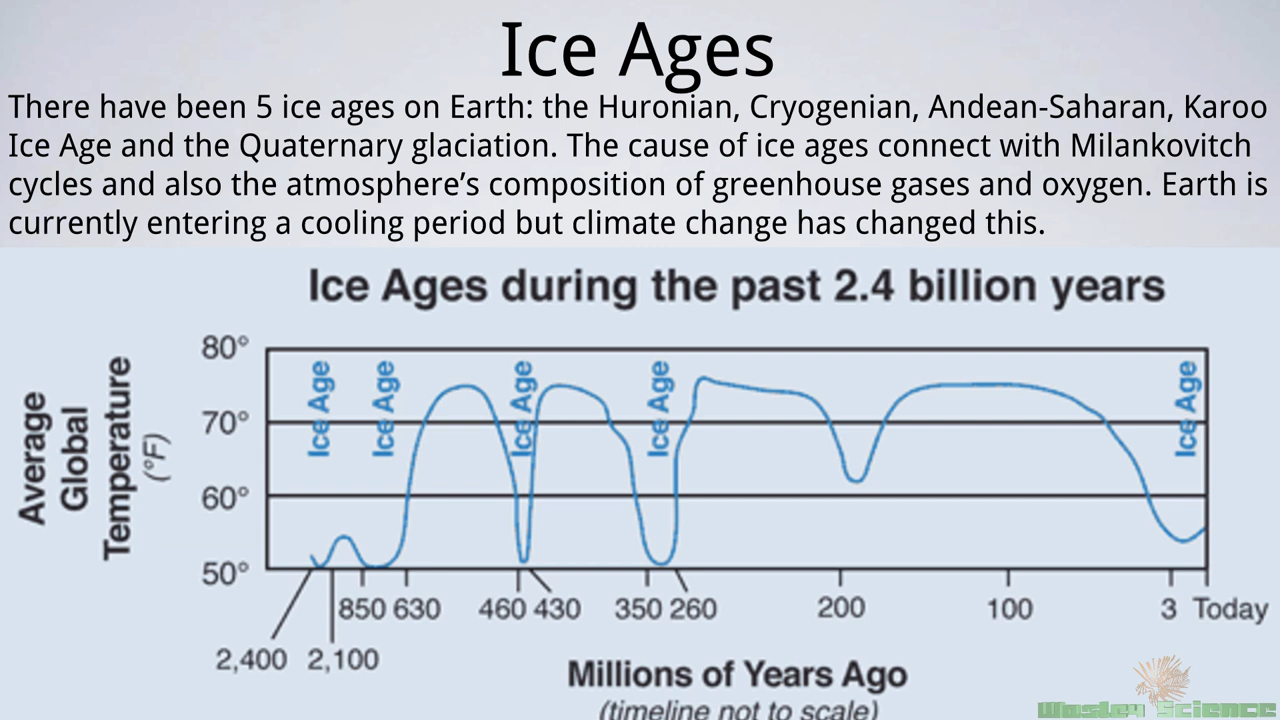 Ice Ages
There have been 5 ice ages on Earth: the Huronian, Cryogenian, Andean-Saharan, Karoo
Ice Age and the Quaternary glaciation. The cause of ice ages connect with Milankovitch
cycles and also the atmosphere’s composition of greenhouse gases and oxygen. Earth is
currently entering a cooling period but climate change has changed this.
Ice Ages during the past 2.4 billion years
Average
Global
Temperature
(°F)
80°
70°
60°
50°
Ice Age
Ice Age
Ice Age
Ice Age
Ice Age
850 630 460 430 350 260 200 100 3 Today
2,400 2,100
Millions of Years Ago
(timeline not to scale)
Wasley Science